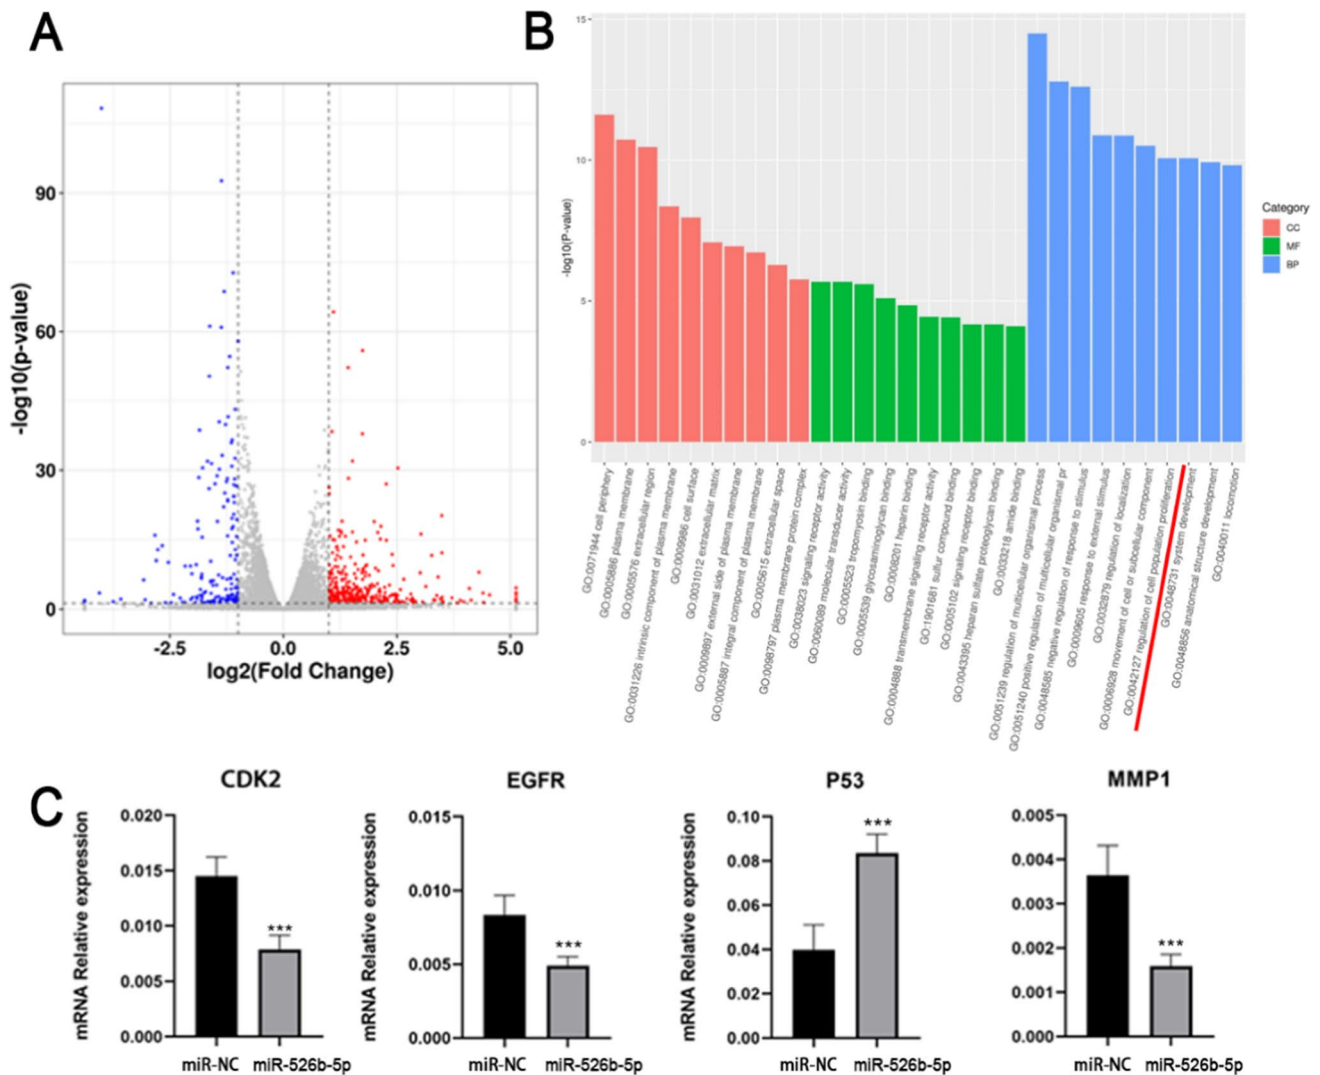 A
B
-log10(p-value)
90
60
30
0
-2.5
0.0
2.5
5.0
log2(Fold Change)
-log10(P-value)
15
10
5
0
GO:0071944 cell periphery
GO:0005886 plasma membrane
GO:0005576 extracellular region
GO:0031226 intrinsic component of plasma membrane
GO:0009986 cell surface
GO:0031012 extracellular matrix
GO:0009897 external side of plasma membrane
GO:0005887 integral component of plasma membrane
GO:0005615 extracellular space
GO:0098797 plasma membrane protein complex
GO:0038023 signaling receptor activity
GO:0060089 molecular transducer activity
GO:0005523 tropomyosin binding
GO:0005539 glycosaminoglycan binding
GO:0008201 heparin binding
GO:0004888 transmembrane signaling receptor activity
GO:1901681 sulfur compound binding
GO:0005102 signaling receptor binding
GO:0043395 heparan sulfate proteoglycan binding
GO:0033218 amide binding
GO:0051239 regulation of multicellular organismal process
GO:0051240 positive regulation of multicellular organismal pr
GO:0048585 negative regulation of response to stimulus
GO:0009605 response to external stimulus
GO:0032879 regulation of localization
GO:0006928 movement of cell or subcellular component
GO:0042127 regulation of cell population proliferation
GO:0048731 system development
GO:0048856 anatomical structure development
GO:0040011 locomotion
Category
CC
MF
BP
C
CDK2
mRNA Relative expression
0.020
0.015
0.010
0.005
0.000
***
miR-NC miR-526b-5p
EGFR
mRNA Relative expression
0.015
0.010
0.005
0.000
***
miR-NC miR-526b-5p
P53
mRNA Relative expression
0.10
0.08
0.06
0.04
0.02
0.00
***
miR-NC miR-526b-5p
MMP1
mRNA Relative expression
0.005
0.004
0.003
0.002
0.001
0.000
***
miR-NC miR-526b-5p